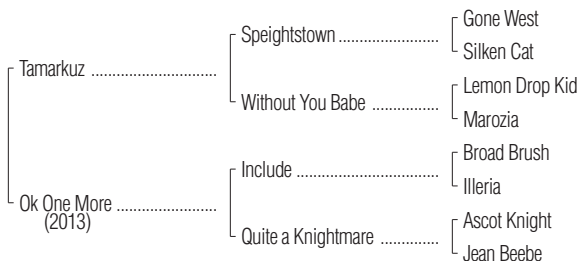 Gone West
Speightstown ....................
Silken Cat
Tamarkuz .........................
Lemon Drop Kid
Without You Babe ..............
Marozia
Broad Brush
Include .............................
Illeria
Ok One More ....................
(2013)
Ascot Knight
Quite a Knightmare ............
Jean Beebe